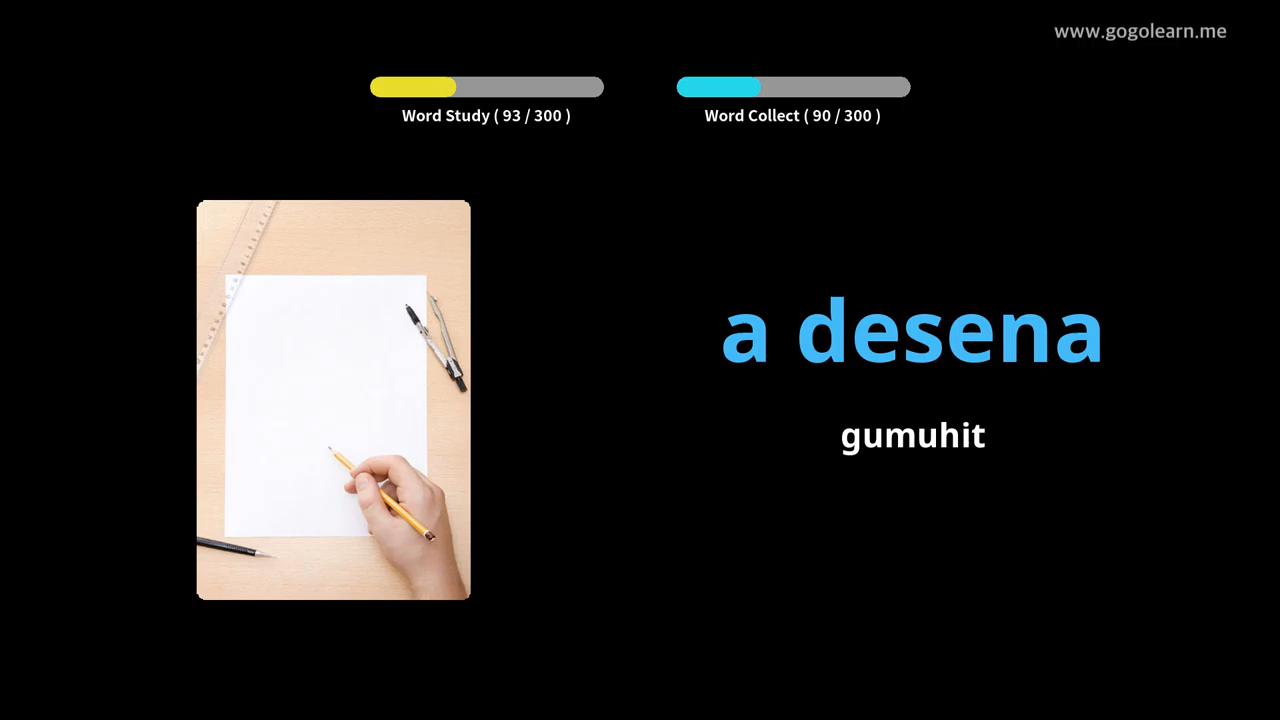 www.gogolearn.me
Word Study ( 93 / 300 )
Word Collect ( 90 / 300 )
a desena
gumuhit